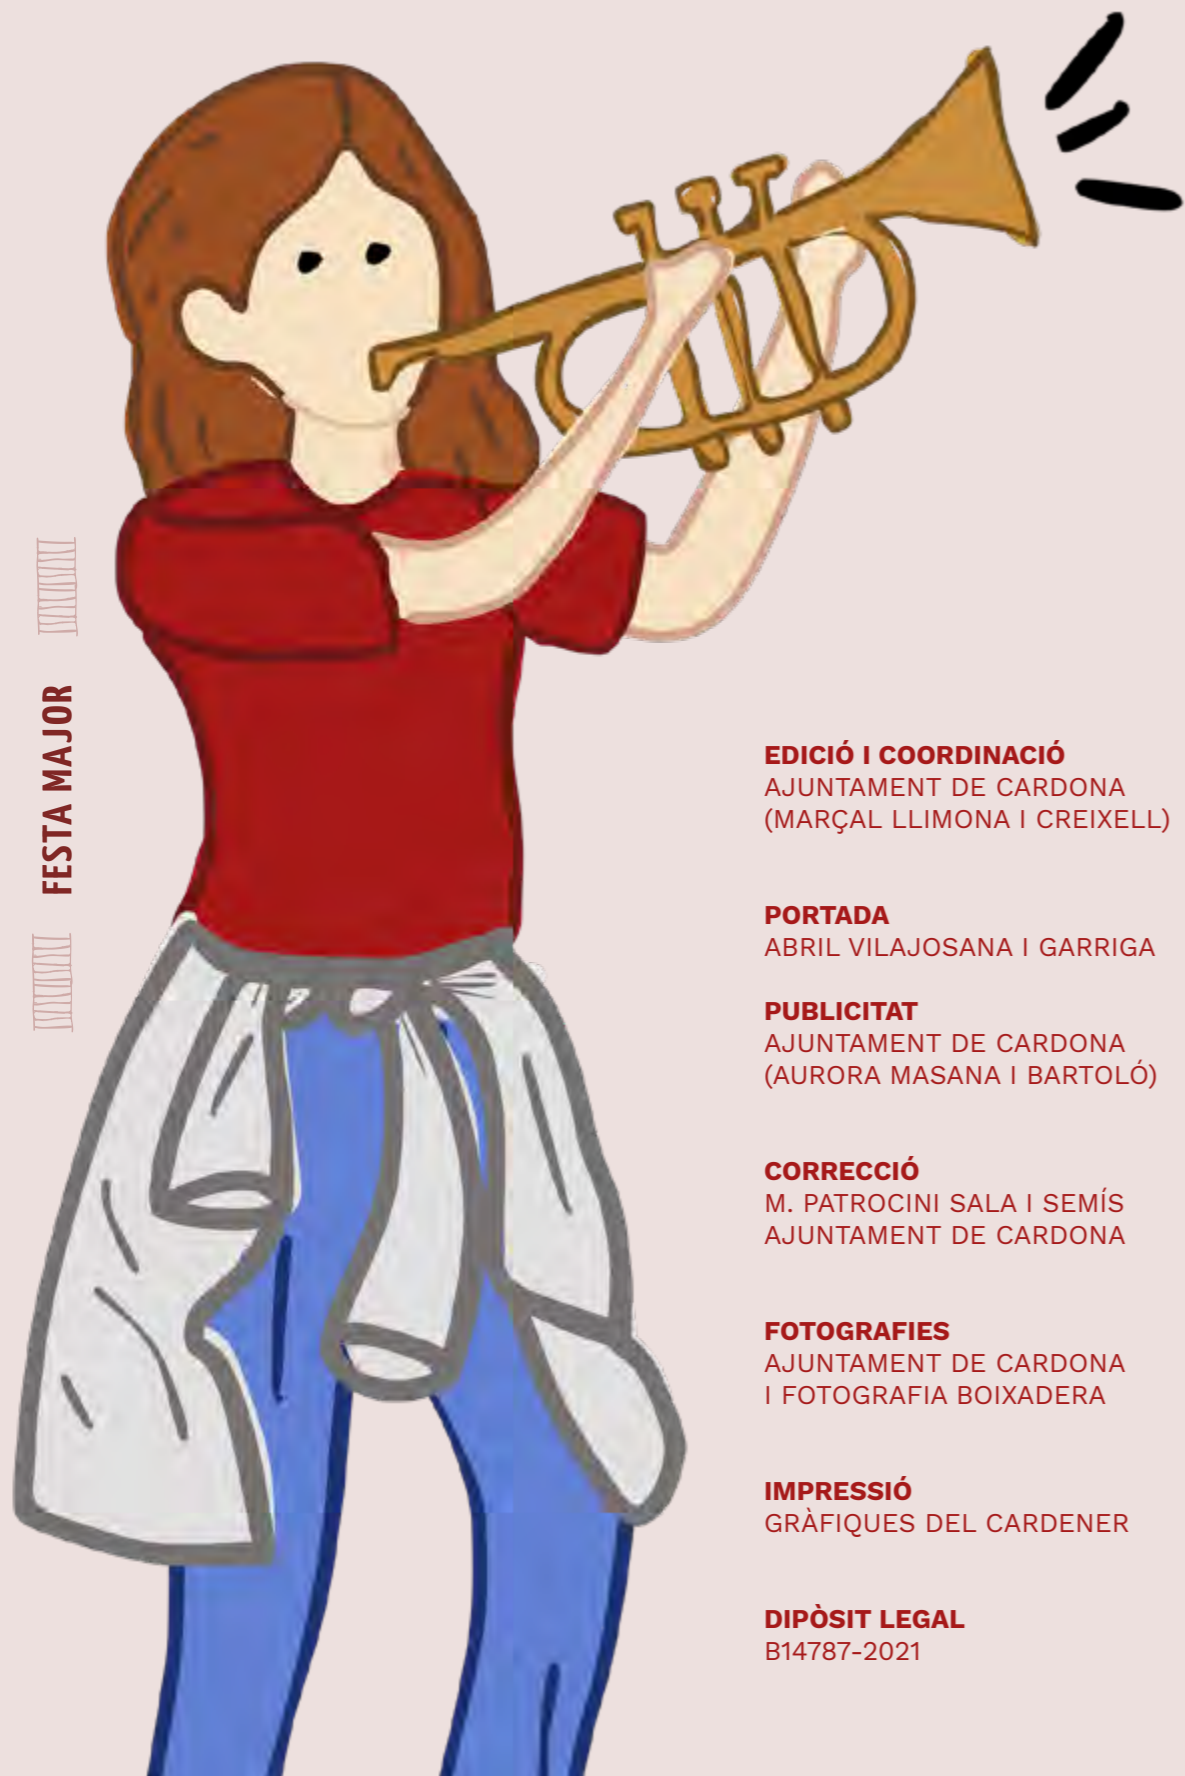 FESTA MAJOR
EDICIÓ I COORDINACIÓ
AJUNTAMENT DE CARDONA
(MARÇAL LLIMONA I CREIXELL)
PORTADA
ABRIL VILAJOSANA I GARRIGA
PUBLICITAT
AJUNTAMENT DE CARDONA
(AURORA MASANA I BARTOLÓ)
CORRECCIÓ
M. PATROCINI SALA I SEMÍS
AJUNTAMENT DE CARDONA
FOTOGRAFIES
AJUNTAMENT DE CARDONA
I FOTOGRAFIA BOIXADERA
IMPRESSIÓ
GRÀFIQUES DEL CARDENER
DIPÒSIT LEGAL
B14787-2021